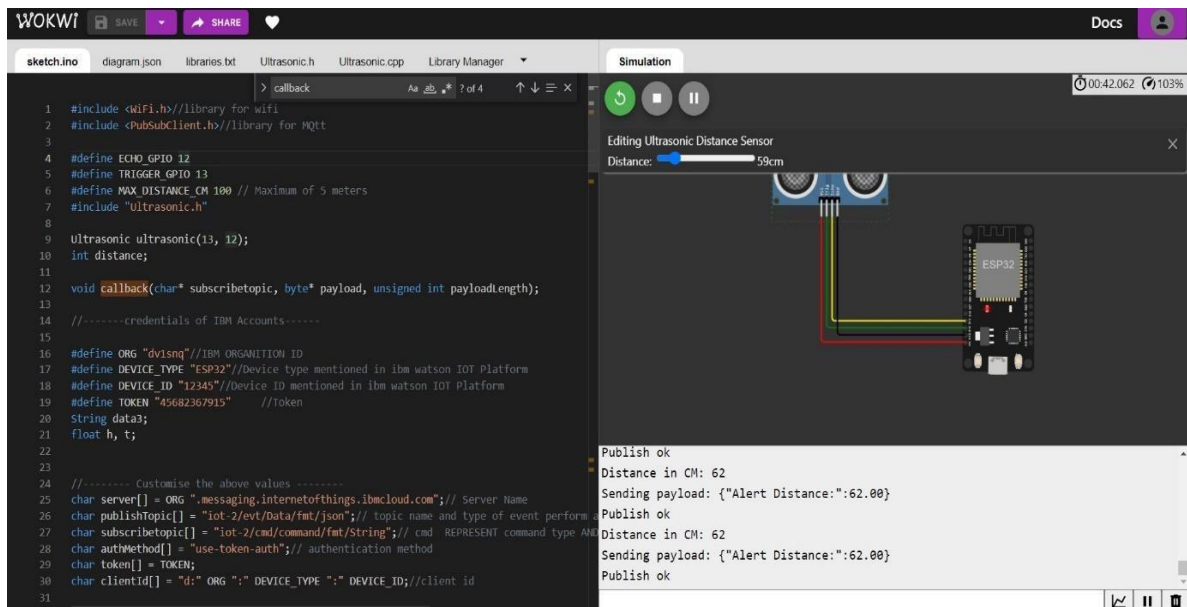 WOKWi SAVE SHARE Docs
sketch.ino diagram.json libraries.txt Ultrasonic.h Ultrasonic.cpp Library Manager
> callback Aa ab .* ? of 4
1 #include <WiFi.h>//library for wifi
2 #include <PubSubClient.h>//library for MQtt
3
4 #define ECHO_GPIO 12
5 #define TRIGGER_GPIO 13
6 #define MAX_DISTANCE_CM 100 // Maximum of 5 meters
7 #include "Ultrasonic.h"
8
9 Ultrasonic ultrasonic(13, 12);
10 int distance;
11
12 void callback(char* subscribetopic, byte* payload, unsigned int payloadLength);
13
14 //-------credentials of IBM Accounts------
15
16 #define ORG "dv1snq"//IBM ORGANITION ID
17 #define DEVICE_TYPE "ESP32"//Device type mentioned in ibm watson IOT Platform
18 #define DEVICE_ID "12345"//Device ID mentioned in ibm watson IOT Platform
19 #define TOKEN "45682367915" //Token
20 String data3;
21 float h, t;
22
23
24 //-------- Customise the above values --------
25 char server[] = ORG ".messaging.internetofthings.ibmcloud.com";// Server Name
26 char publishTopic[] = "iot-2/evt/Data/fmt/json";// topic name and type of event perform a
27 char subscribetopic[] = "iot-2/cmd/command/fmt/String";// cmd REPRESENT command type AND
28 char authMethod[] = "use-token-auth";// authentication method
29 char token[] = TOKEN;
30 char clientId[] = "d:" ORG ":" DEVICE_TYPE ":" DEVICE_ID;//client id
31
Simulation
00:42.062 103%
Editing Ultrasonic Distance Sensor
Distance: 59cm
ESP32
Publish ok
Distance in CM: 62
Sending payload: {"Alert Distance:":62.00}
Publish ok
Distance in CM: 62
Sending payload: {"Alert Distance:":62.00}
Publish ok